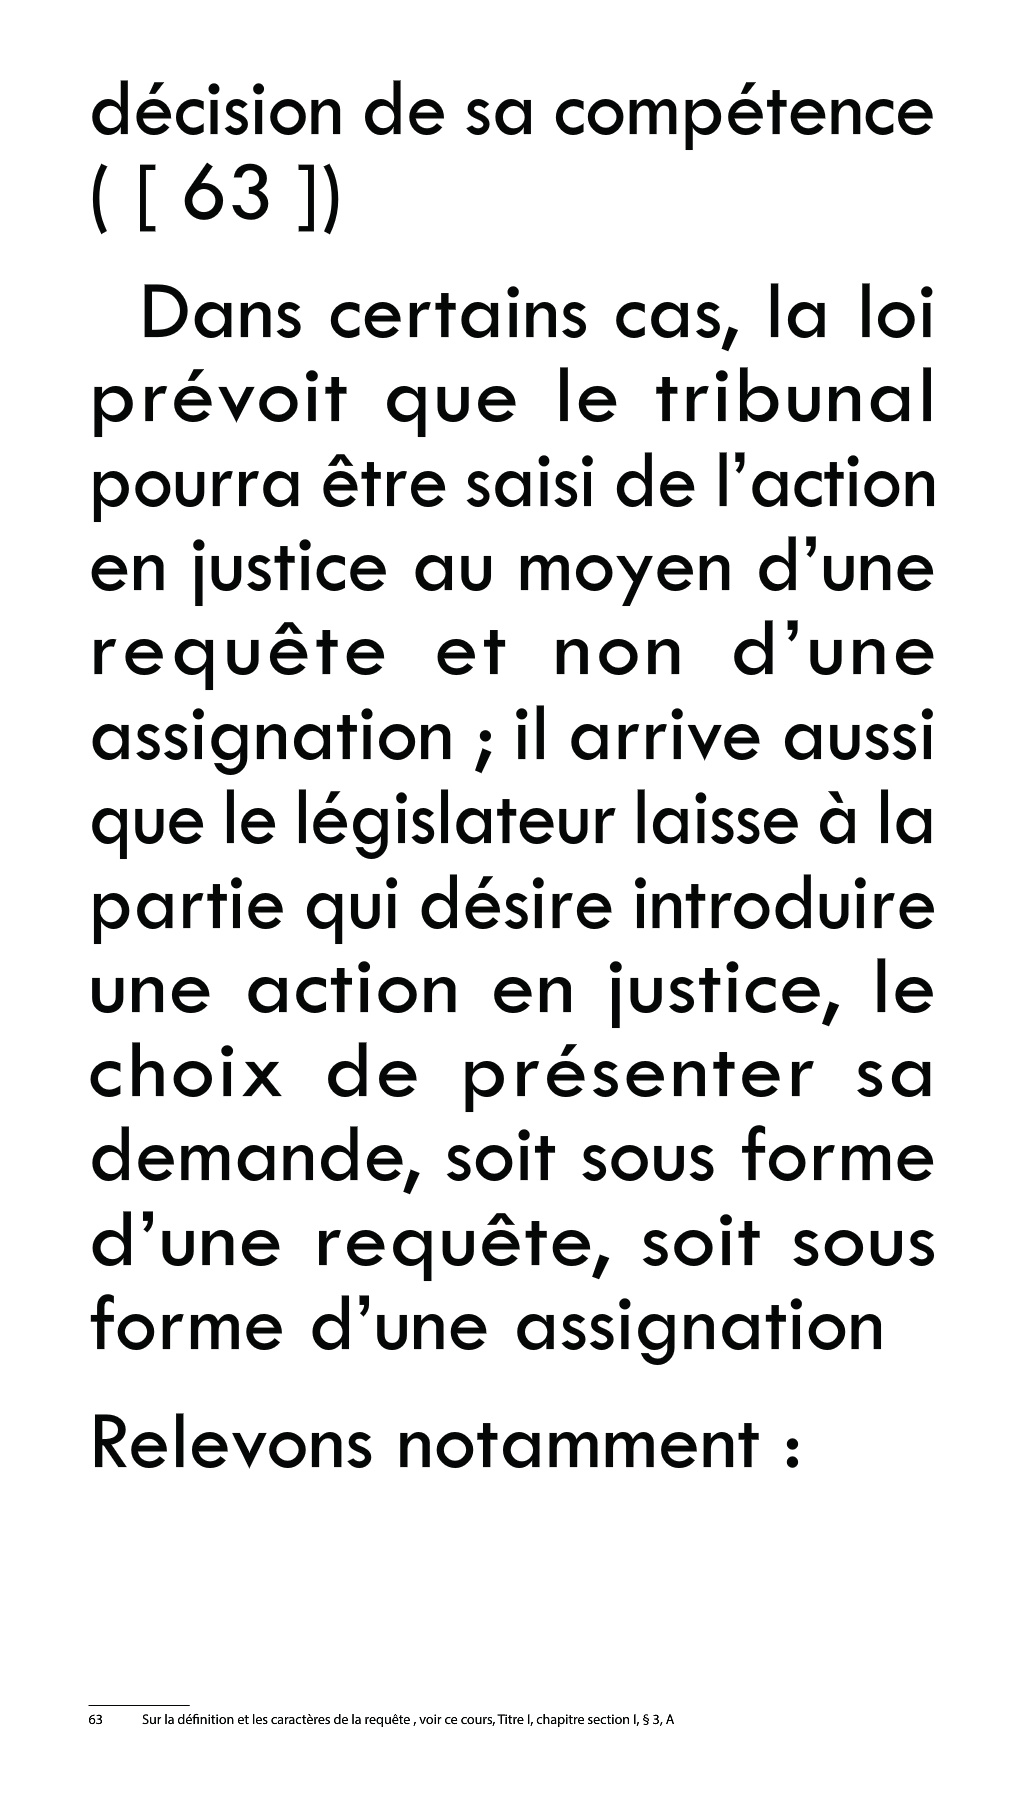 décision de sa compétence
( [ 63 ])
Dans certains cas, la loi
prévoit que le tribunal
pourra être saisi de l’action
en justice au moyen d’une
requête et non d’une
assignation ; il arrive aussi
que le législateur laisse à la
partie qui désire introduire
une action en justice, le
choix de présenter sa
demande, soit sous forme
d’une requête, soit sous
forme d’une assignation
Relevons notamment :
63 Sur la définition et les caractères de la requête , voir ce cours, Titre I, chapitre section I, § 3, A